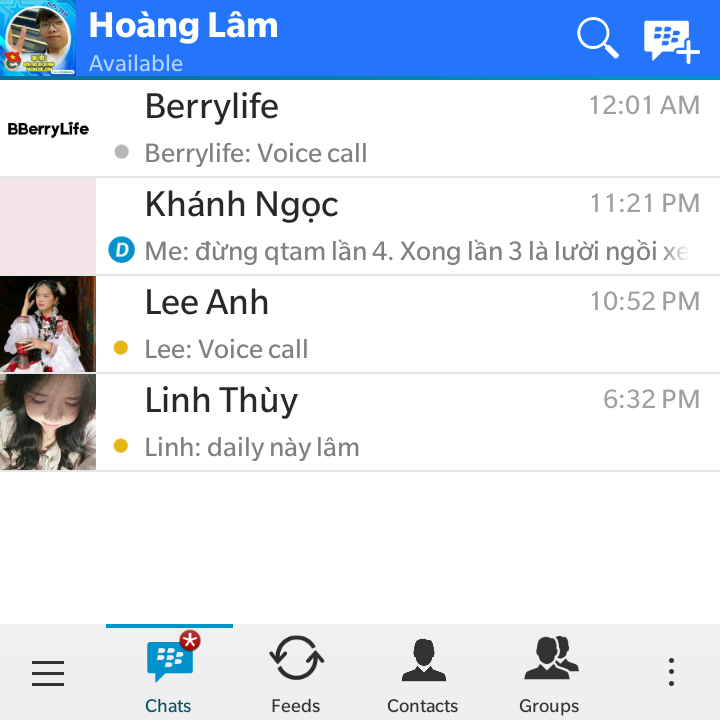 Hoàng Lâm
Available
Berrylife
12:01 AM
BBerryLife
Berrylife: Voice call
Khánh Ngọc
11:21 PM
D
Me: đừng qtam lần 4. Xong lần 3 là lười ngồi xe
Lee Anh
10:52 PM
Lee: Voice call
Linh Thùy
6:32 PM
Linh: daily này lâm
Chats
Feeds
Contacts
Groups